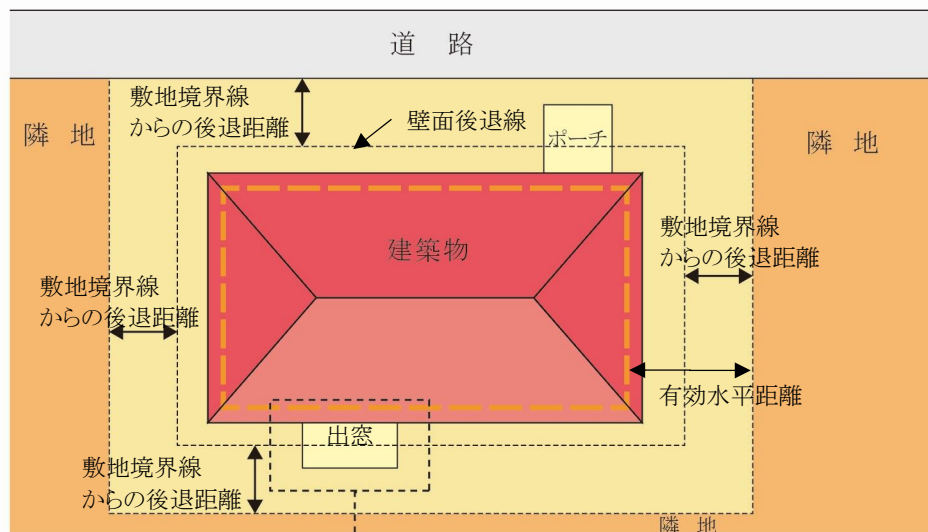 道 路
敷地境界線
からの後退距離
壁面後退線
ポーチ
隣 地
隣 地
建築物
敷地境界線
からの後退距離
敷地境界線
からの後退距離
有効水平距離
出窓
敷地境界線
からの後退距離
隣 地